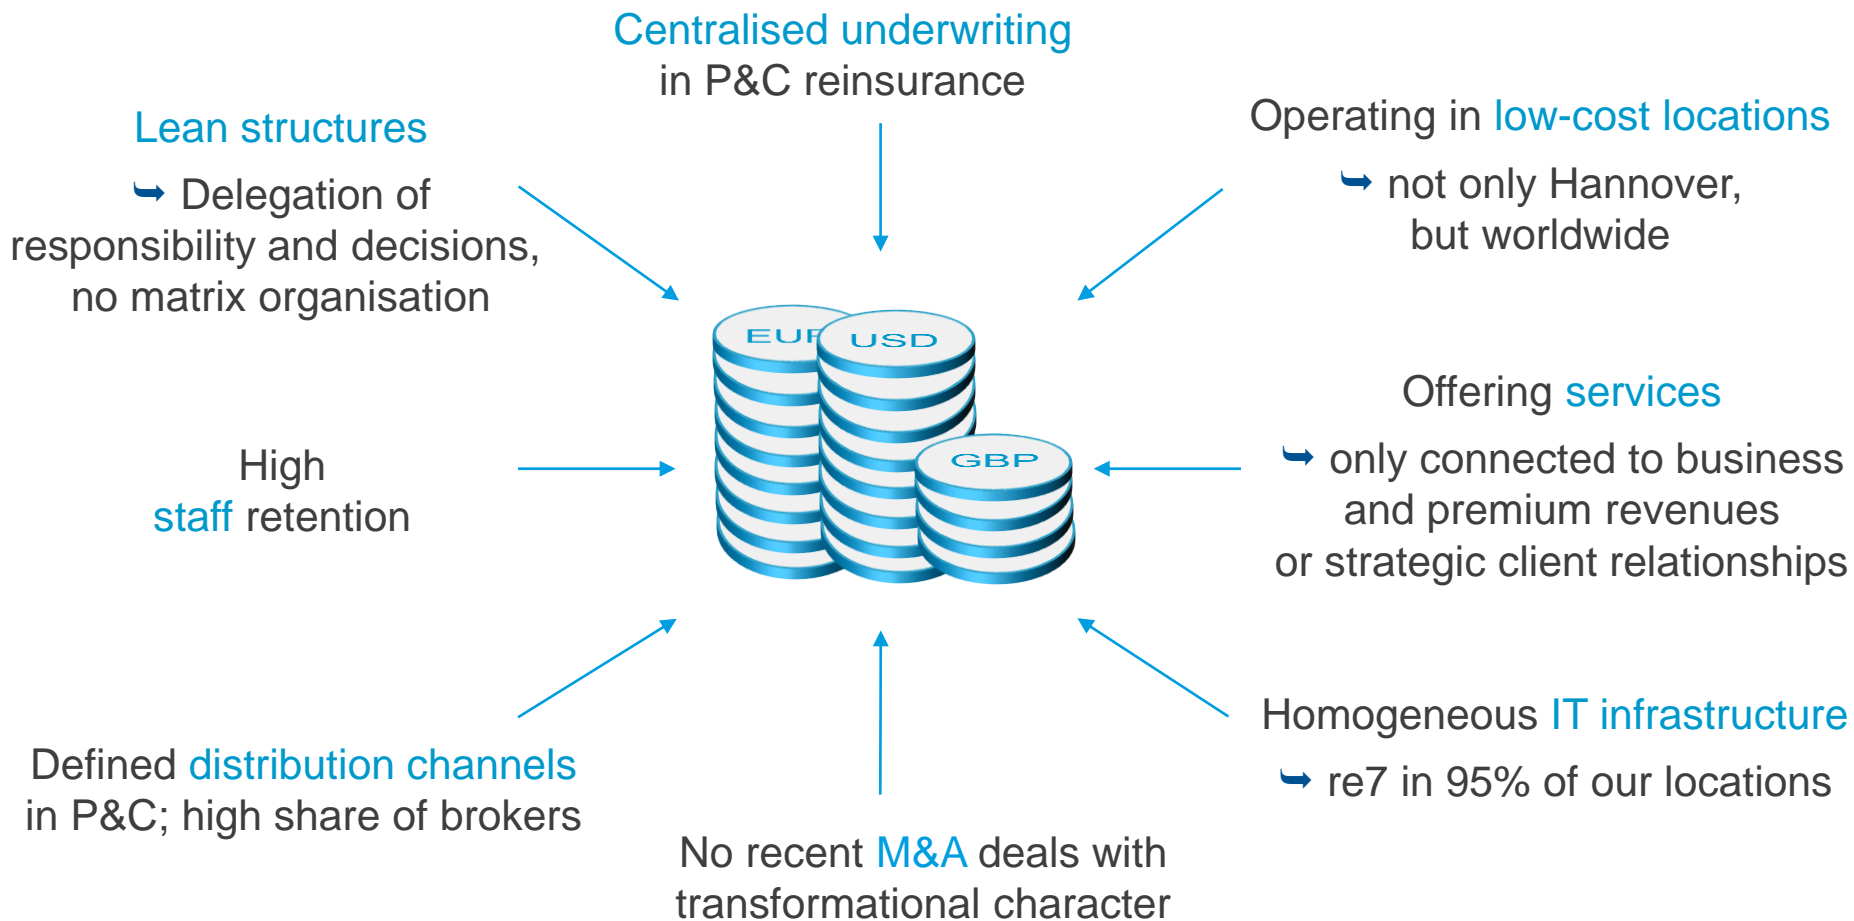 Centralised underwriting
in P&C reinsurance
Lean structures
➥ Delegation of
responsibility and decisions,
no matrix organisation
Operating in low-cost locations
➥ not only Hannover,
but worldwide
EUR
USD
GBP
High
staff retention
Offering services
➥ only connected to business
and premium revenues
or strategic client relationships
Defined distribution channels
in P&C; high share of brokers
No recent M&A deals with
transformational character
Homogeneous IT infrastructure
➥ re7 in 95% of our locations